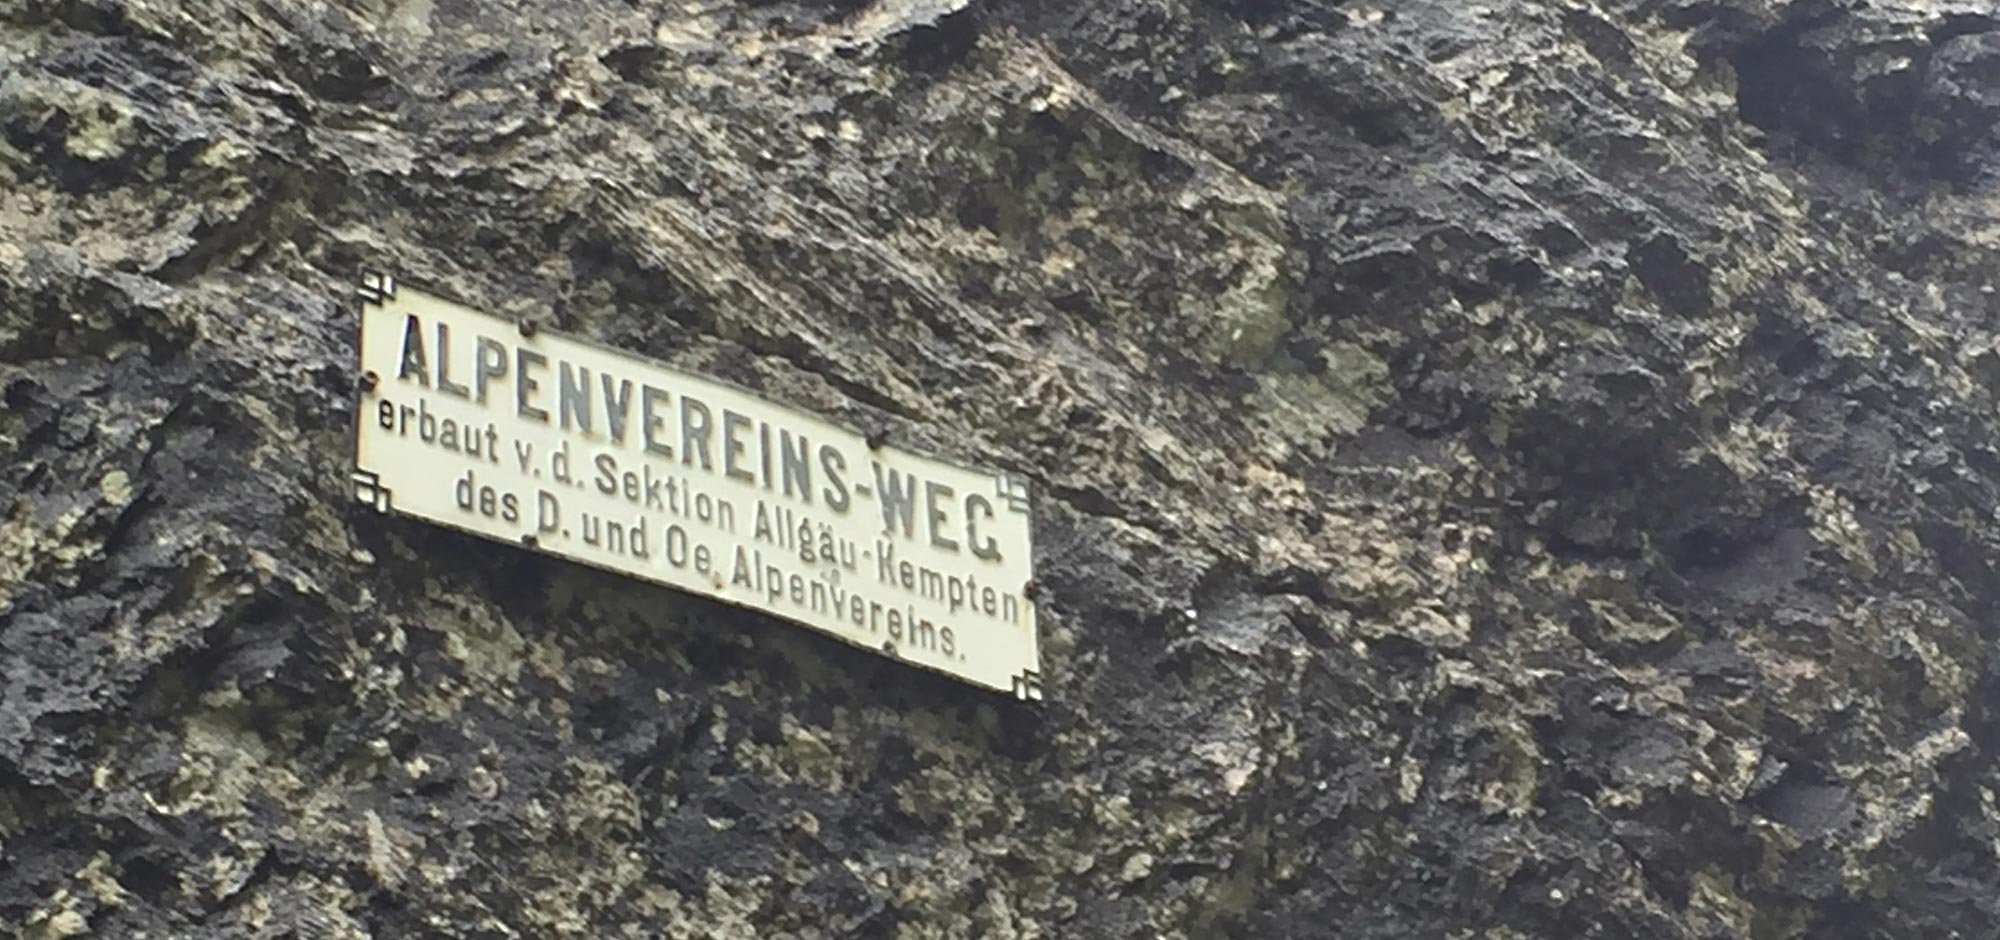 ALPENVEREINS-WEG
erbaut v. d. Sektion Allgäu-Kempten
des D. und Oe. Alpenvereins.